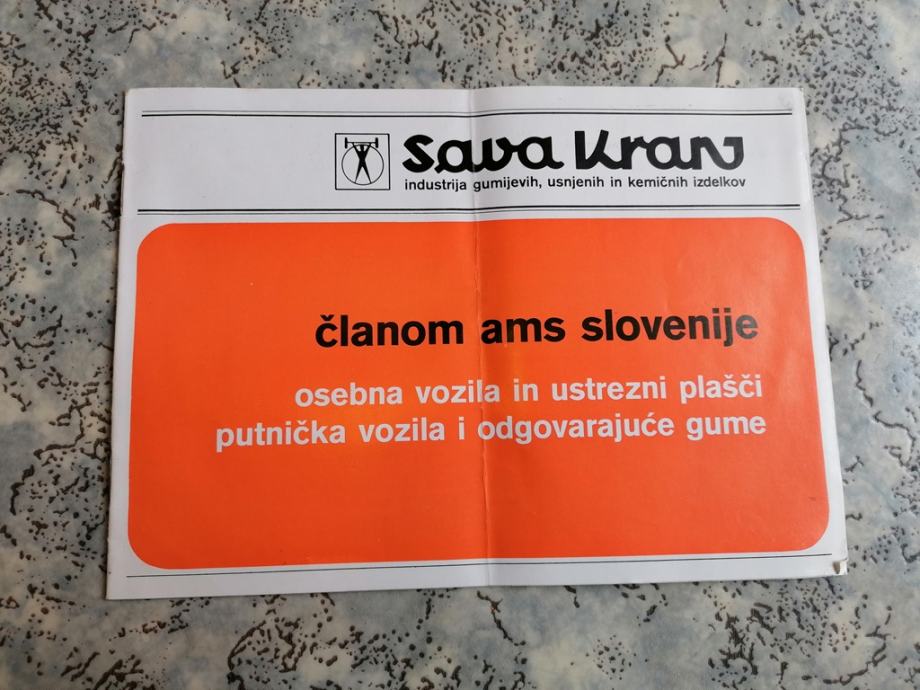 sava kranj
industrija gumijevih, usnjenih in kemičnih izdelkov
članom ams slovenije
osebna vozila in ustrezni plašči
putnička vozila i odgovarajuće gume